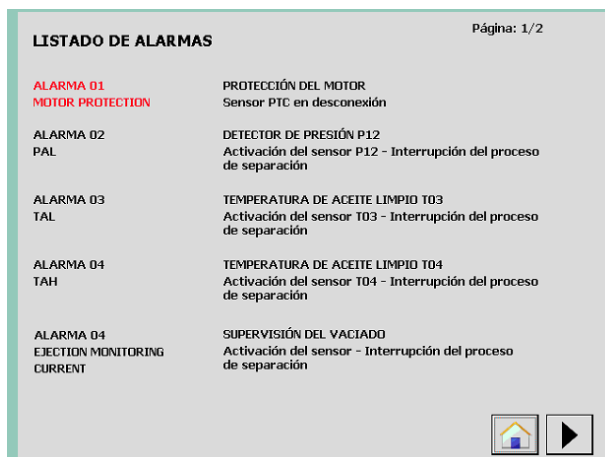 Página: 1/2
LISTADO DE ALARMAS
ALARMA 01
MOTOR PROTECTION
PROTECCIÓN DEL MOTOR
Sensor PTC en desconexión
ALARMA 02
PAL
DETECTOR DE PRESIÓN P12
Activación del sensor P12 - Interrupción del proceso
de separación
ALARMA 03
TAL
TEMPERATURA DE ACEITE LIMPIO T03
Activación del sensor T03 - Interrupción del proceso
de separación
ALARMA 04
TAH
TEMPERATURA DE ACEITE LIMPIO T04
Activación del sensor T04 - Interrupción del proceso
de separación
ALARMA 04
EJECTION MONITORING
CURRENT
SUPERVISIÓN DEL VACIADO
Activación del sensor - Interrupción del proceso
de separación